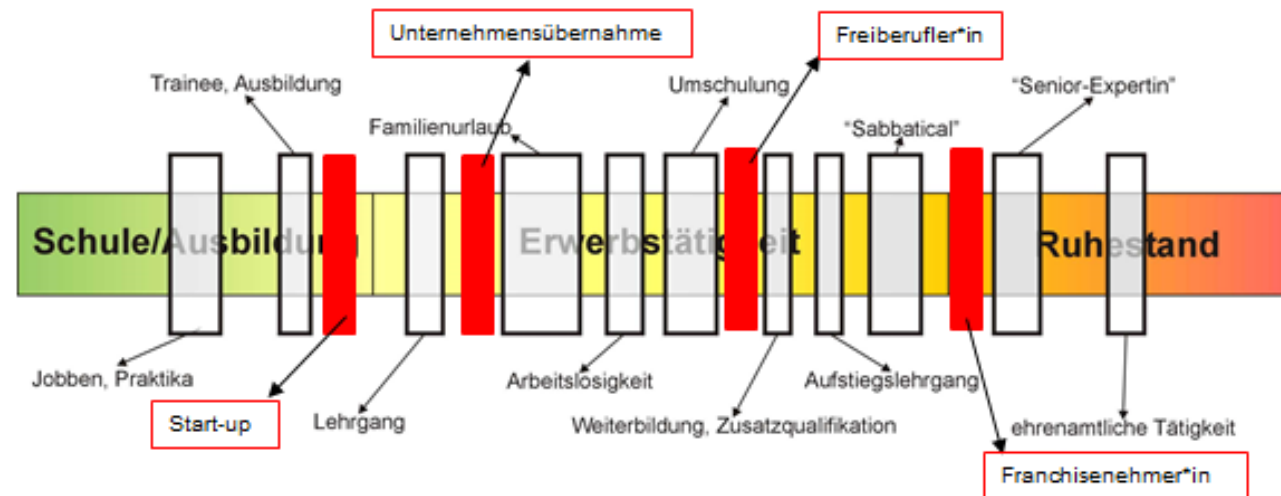 Unternehmensübernahme
Freiberufler*in
Trainee, Ausbildung
Umschulung
"Senior-Expertin"
Familienurlaub
"Sabbatical"
Schule/Ausbildung
Erwerbstätigkeit
Ruhestand
Jobben, Praktika
Arbeitslosigkeit
Aufstiegslehrgang
Start-up
Lehrgang
Weiterbildung, Zusatzqualifikation
ehrenamtliche Tätigkeit
Franchisenehmer*in